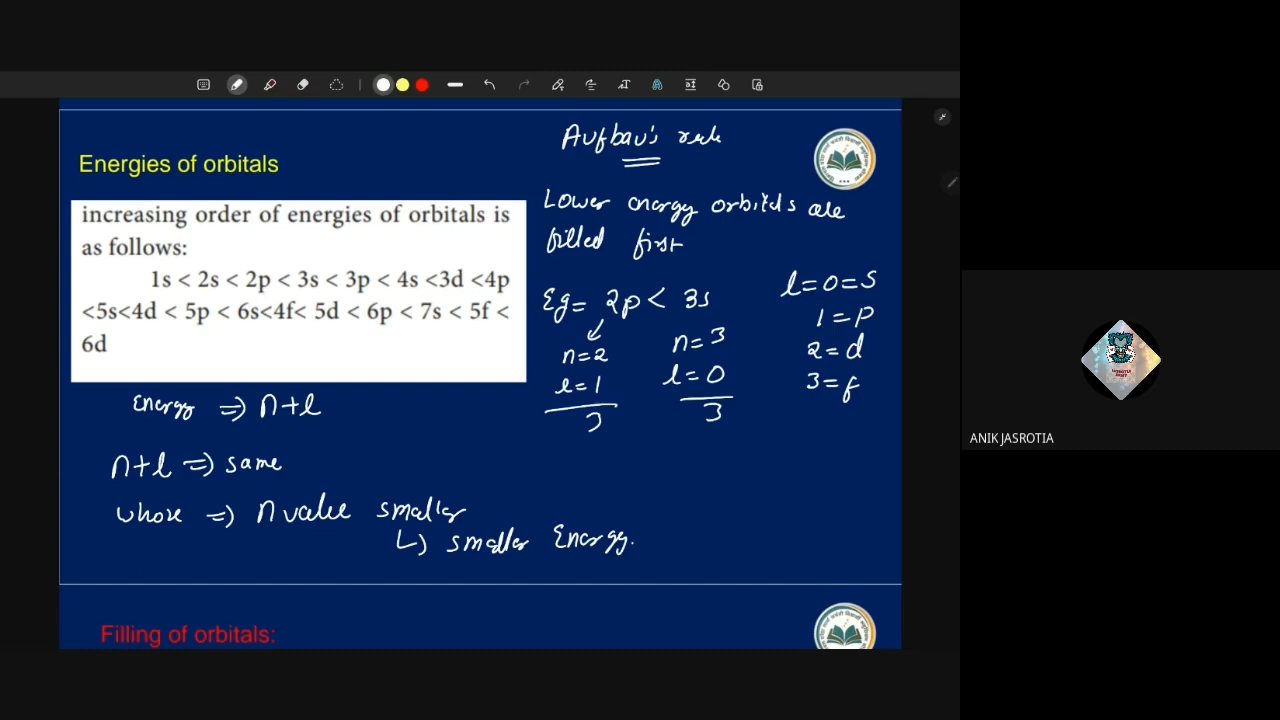 Energies of orbitals
increasing order of energies of orbitals is
as follows:
1s < 2s < 2p < 3s < 3p < 4s <3d <4p
<5s<4d < 5p < 6s<4f< 5d < 6p < 7s < 5f <
6d
Energy => n+l
n+l => same
whose => n value smaller
↳ smaller Energy.
Aufbau's rule
Lower energy orbitals are
filled first
Eg= 2p < 3s
n=2 n=3
l=1 l=0
3 3
l=0=s
1=p
2=d
3=f
Filling of orbitals:
ANIK JASROTIA